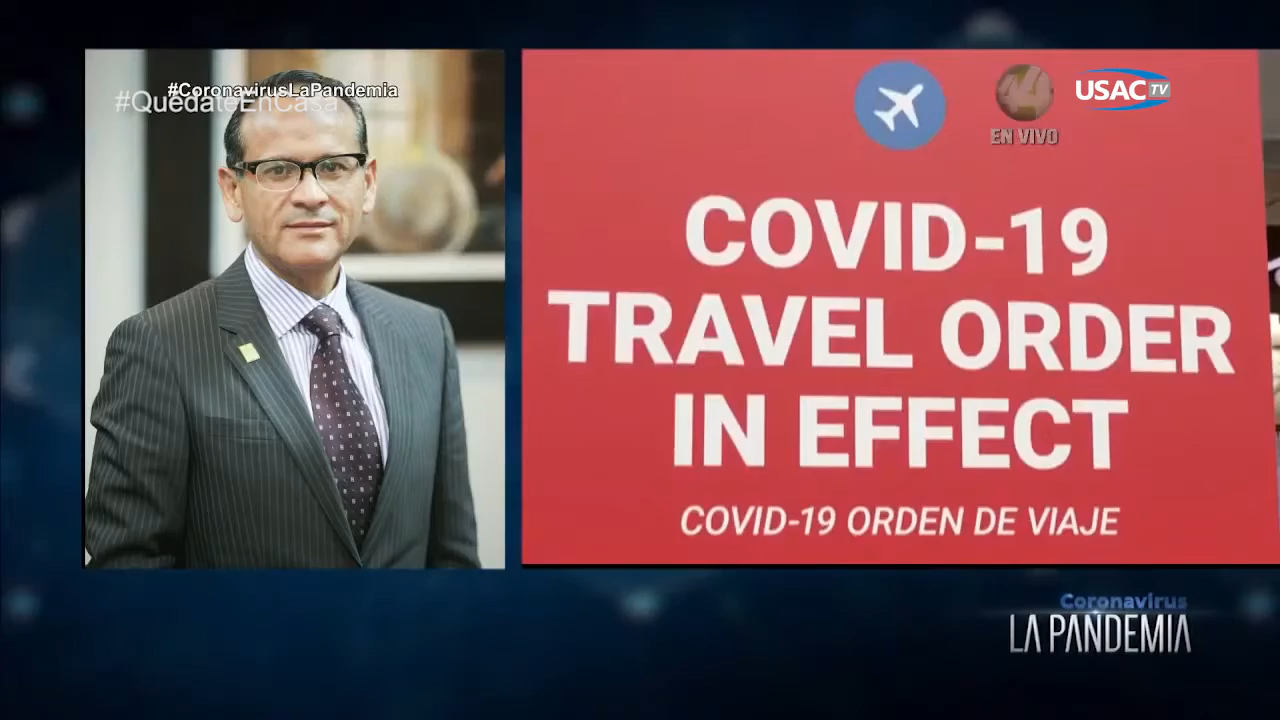 #CoronavirusLaPandemia
#QuédateEnCasa
44
EN VIVO
USAC TV
COVID-19
TRAVEL ORDER
IN EFFECT
COVID-19 ORDEN DE VIAJE
Coronavirus
LA PANDEMIA